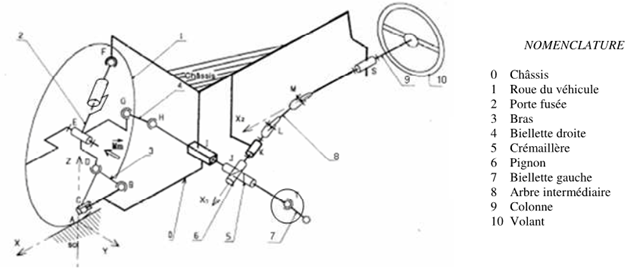 2
1
F
Châssis
4
G
H
E
Mm
Z
D
3
B
C
A
X
sol
Y
I
0
J
X₁
6
5
7
K
L
M
X₂
8
S
9
10
NOMENCLATURE
0 Châssis
1 Roue du véhicule
2 Porte fusée
3 Bras
4 Biellette droite
5 Crémaillère
6 Pignon
7 Biellette gauche
8 Arbre intermédiaire
9 Colonne
10 Volant